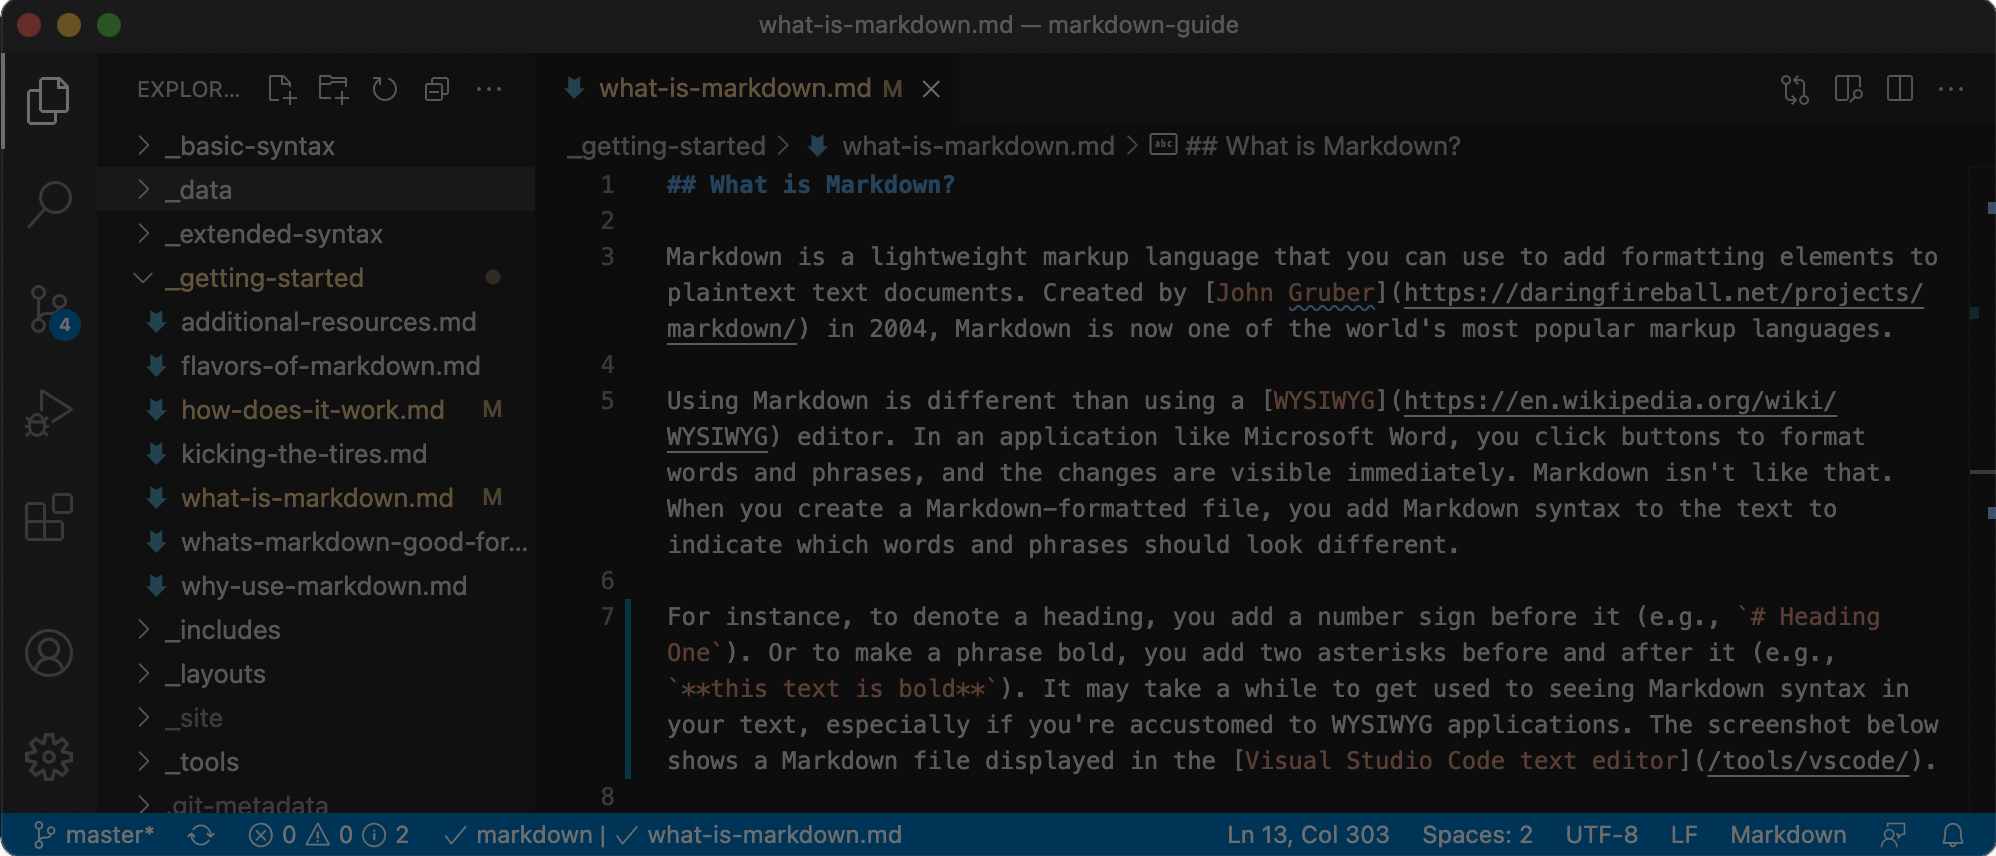 what-is-markdown.md — markdown-guide
EXPLOR...
_basic-syntax
_data
_extended-syntax
_getting-started
additional-resources.md
flavors-of-markdown.md
how-does-it-work.md M
kicking-the-tires.md
what-is-markdown.md M
whats-markdown-good-for...
why-use-markdown.md
_includes
_layouts
_site
_tools
.git-metadata
4
what-is-markdown.md M
_getting-started > what-is-markdown.md > abc ## What is Markdown?
1 ## What is Markdown?
2
3 Markdown is a lightweight markup language that you can use to add formatting elements to
plaintext text documents. Created by [John Gruber](https://daringfireball.net/projects/
markdown/) in 2004, Markdown is now one of the world's most popular markup languages.
4
5 Using Markdown is different than using a [WYSIWYG](https://en.wikipedia.org/wiki/
WYSIWYG) editor. In an application like Microsoft Word, you click buttons to format
words and phrases, and the changes are visible immediately. Markdown isn't like that.
When you create a Markdown-formatted file, you add Markdown syntax to the text to
indicate which words and phrases should look different.
6
7 For instance, to denote a heading, you add a number sign before it (e.g., `# Heading
One`). Or to make a phrase bold, you add two asterisks before and after it (e.g.,
`**this text is bold**`). It may take a while to get used to seeing Markdown syntax in
your text, especially if you're accustomed to WYSIWYG applications. The screenshot below
shows a Markdown file displayed in the [Visual Studio Code text editor](/tools/vscode/).
8
master* 0 0 2 markdown | what-is-markdown.md Ln 13, Col 303 Spaces: 2 UTF-8 LF Markdown